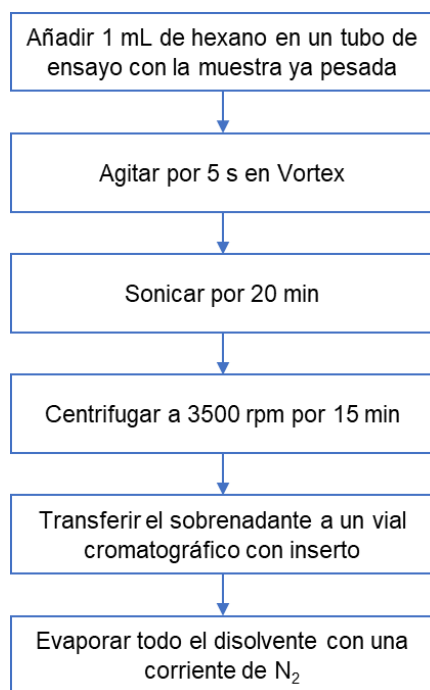 Añadir 1 mL de hexano en un tubo de
ensayo con la muestra ya pesada
Agitar por 5 s en Vortex
Sonicar por 20 min
Centrifugar a 3500 rpm por 15 min
Transferir el sobrenadante a un vial
cromatográfico con inserto
Evaporar todo el disolvente con una
corriente de N₂